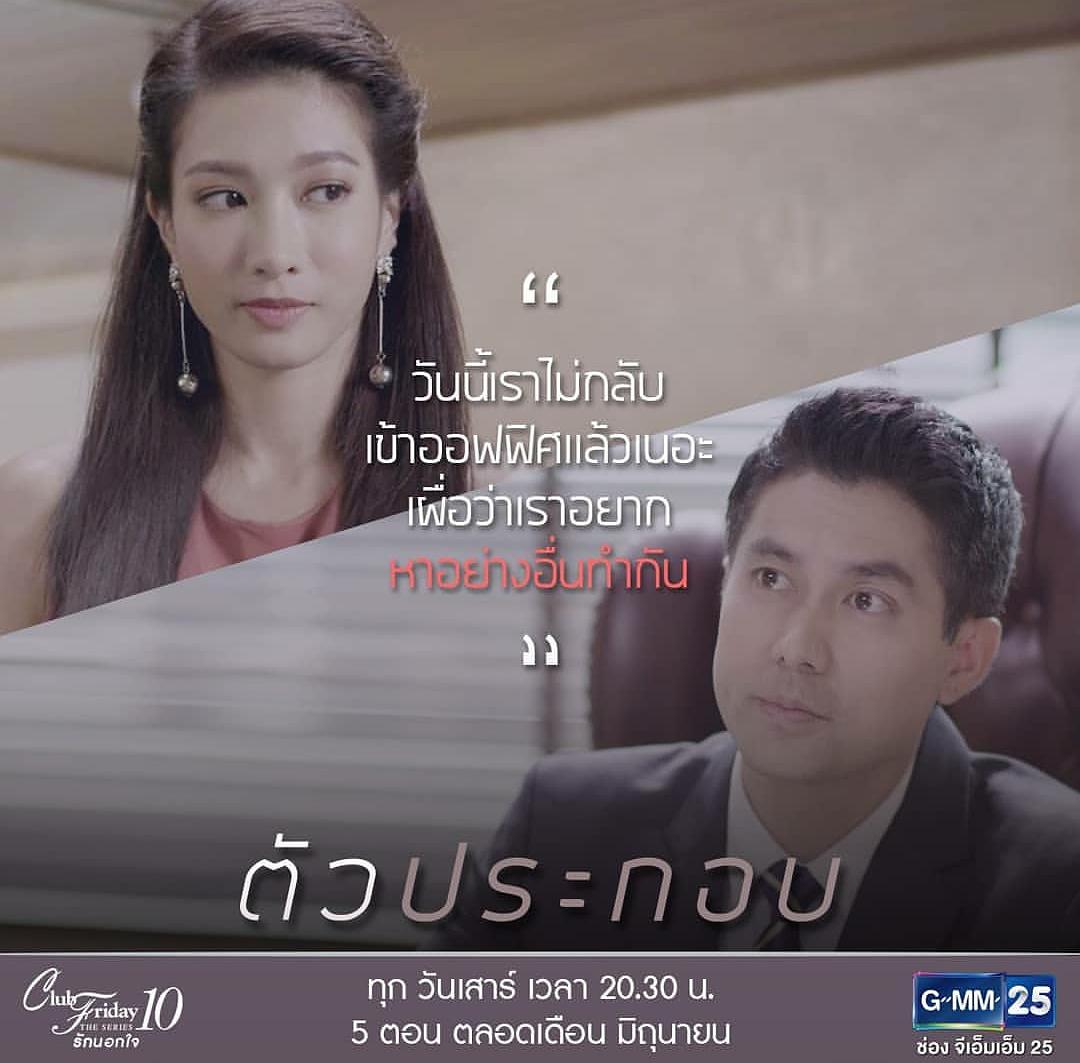 “
วันนี้เราไม่กลับ
เข้าออฟฟิศแล้วเนอะ
เผื่อว่าเราอยาก
หาอย่างอื่นทำกัน
”
ตัวประกอบ
Club Friday 10
THE SERIES
รักนอกใจ
ทุก วันเสาร์ เวลา 20.30 น.
5 ตอน ตลอดเดือน มิถุนายน
G-MM 25
ช่อง จีเอ็มเอ็ม 25